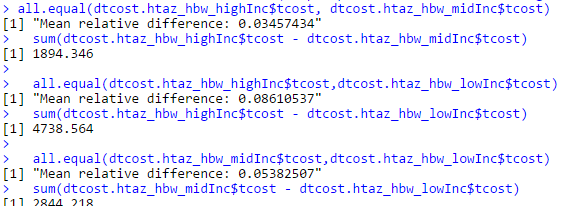 > all.equal(dtcost.htaz_hbw_highInc$tcost, dtcost.htaz_hbw_midInc$tcost)
[1] "Mean relative difference: 0.03457434"
> sum(dtcost.htaz_hbw_highInc$tcost - dtcost.htaz_hbw_midInc$tcost)
[1] 1894.346
>
> all.equal(dtcost.htaz_hbw_highInc$tcost,dtcost.htaz_hbw_lowInc$tcost)
[1] "Mean relative difference: 0.08610537"
> sum(dtcost.htaz_hbw_highInc$tcost - dtcost.htaz_hbw_lowInc$tcost)
[1] 4738.564
>
> all.equal(dtcost.htaz_hbw_midInc$tcost,dtcost.htaz_hbw_lowInc$tcost)
[1] "Mean relative difference: 0.05382507"
> sum(dtcost.htaz_hbw_midInc$tcost - dtcost.htaz_hbw_lowInc$tcost)
[1] 2844.218